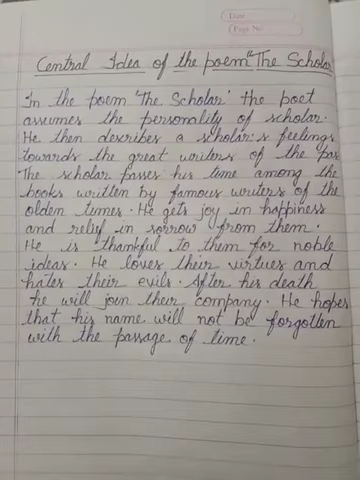 Date
Page No
Central Idea of the poem "The Scholar
In the poem 'The Scholar' the poet
assumes the personality of scholar.
He then describes a scholar's feelings
towards the great writers of the pas
The scholar passes his time among the
books written by famous writers of the
olden times. He gets joy in happiness
and relief in sorrow from them.
He is thankful to them for noble
ideas. He loves their virtues and
hates their evils. After his death
he will join their company. He hopes
that his name will not be forgotten
with the passage of time.